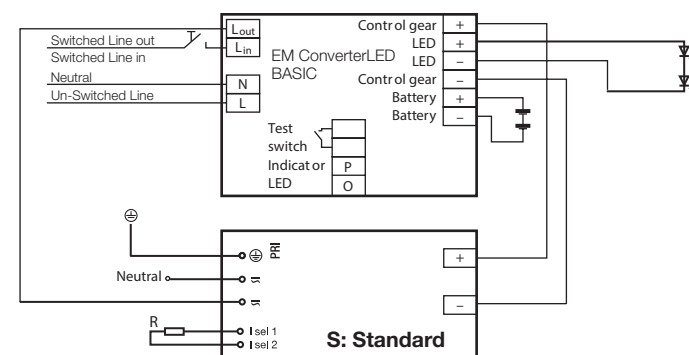 Switched Line out
Switched Line in
Neutral
Un-Switched Line
Lout
Lin
N
L
EM ConverterLED
BASIC
Control gear +
LED +
LED –
Control gear –
Battery +
Battery –
Test
switch
Indicator P
LED O
PRI
Neutral
R
I sel 1
I sel 2
+
–
S: Standard